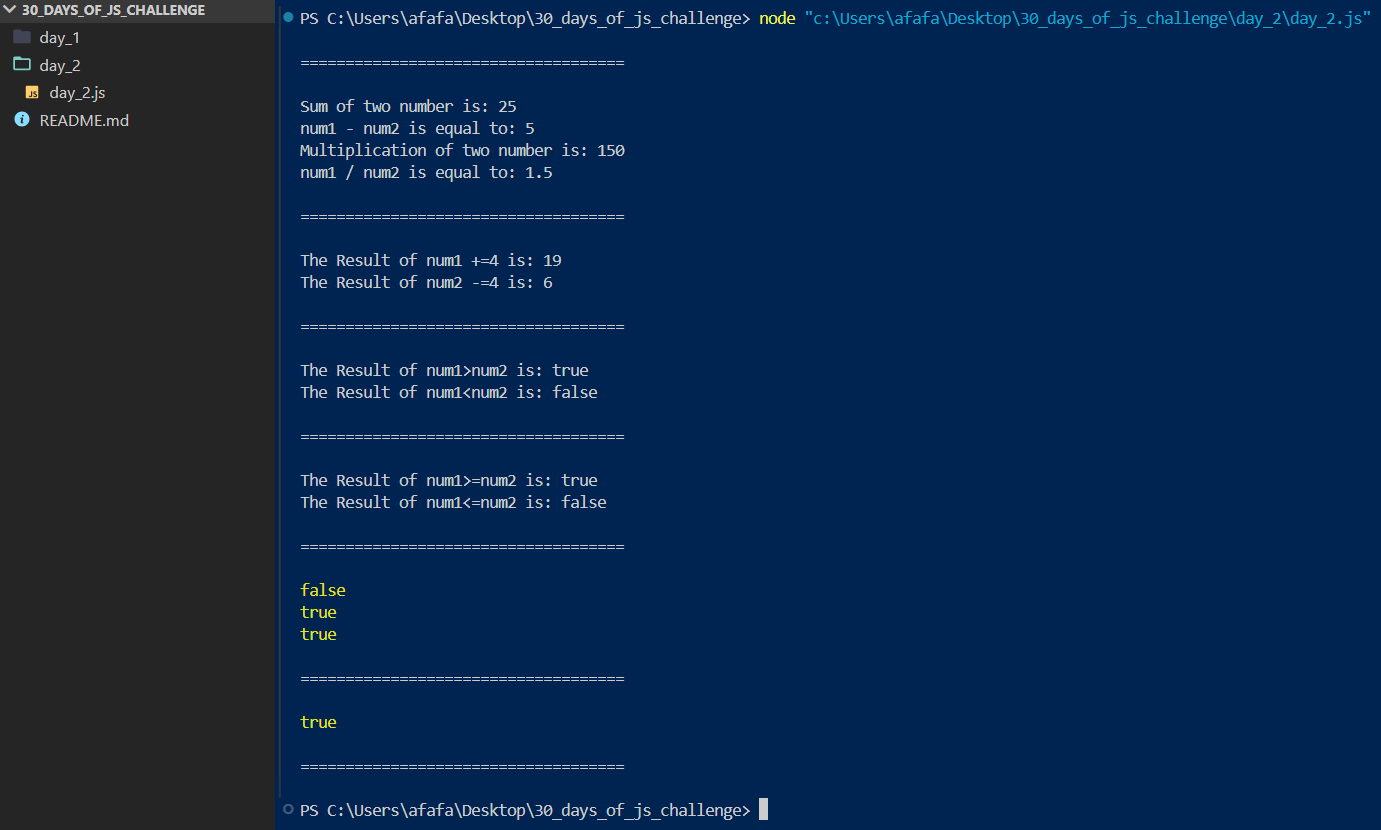 30_DAYS_OF_JS_CHALLENGE
day_1
day_2
JS day_2.js
README.md
PS C:\Users\afafa\Desktop\30_days_of_js_challenge> node "c:\Users\afafa\Desktop\30_days_of_js_challenge\day_2\day_2.js"
====================================
Sum of two number is: 25
num1 - num2 is equal to: 5
Multiplication of two number is: 150
num1 / num2 is equal to: 1.5
====================================
The Result of num1 +=4 is: 19
The Result of num2 -=4 is: 6
====================================
The Result of num1>num2 is: true
The Result of num1<num2 is: false
====================================
The Result of num1>=num2 is: true
The Result of num1<=num2 is: false
====================================
false
true
true
====================================
true
====================================
PS C:\Users\afafa\Desktop\30_days_of_js_challenge>